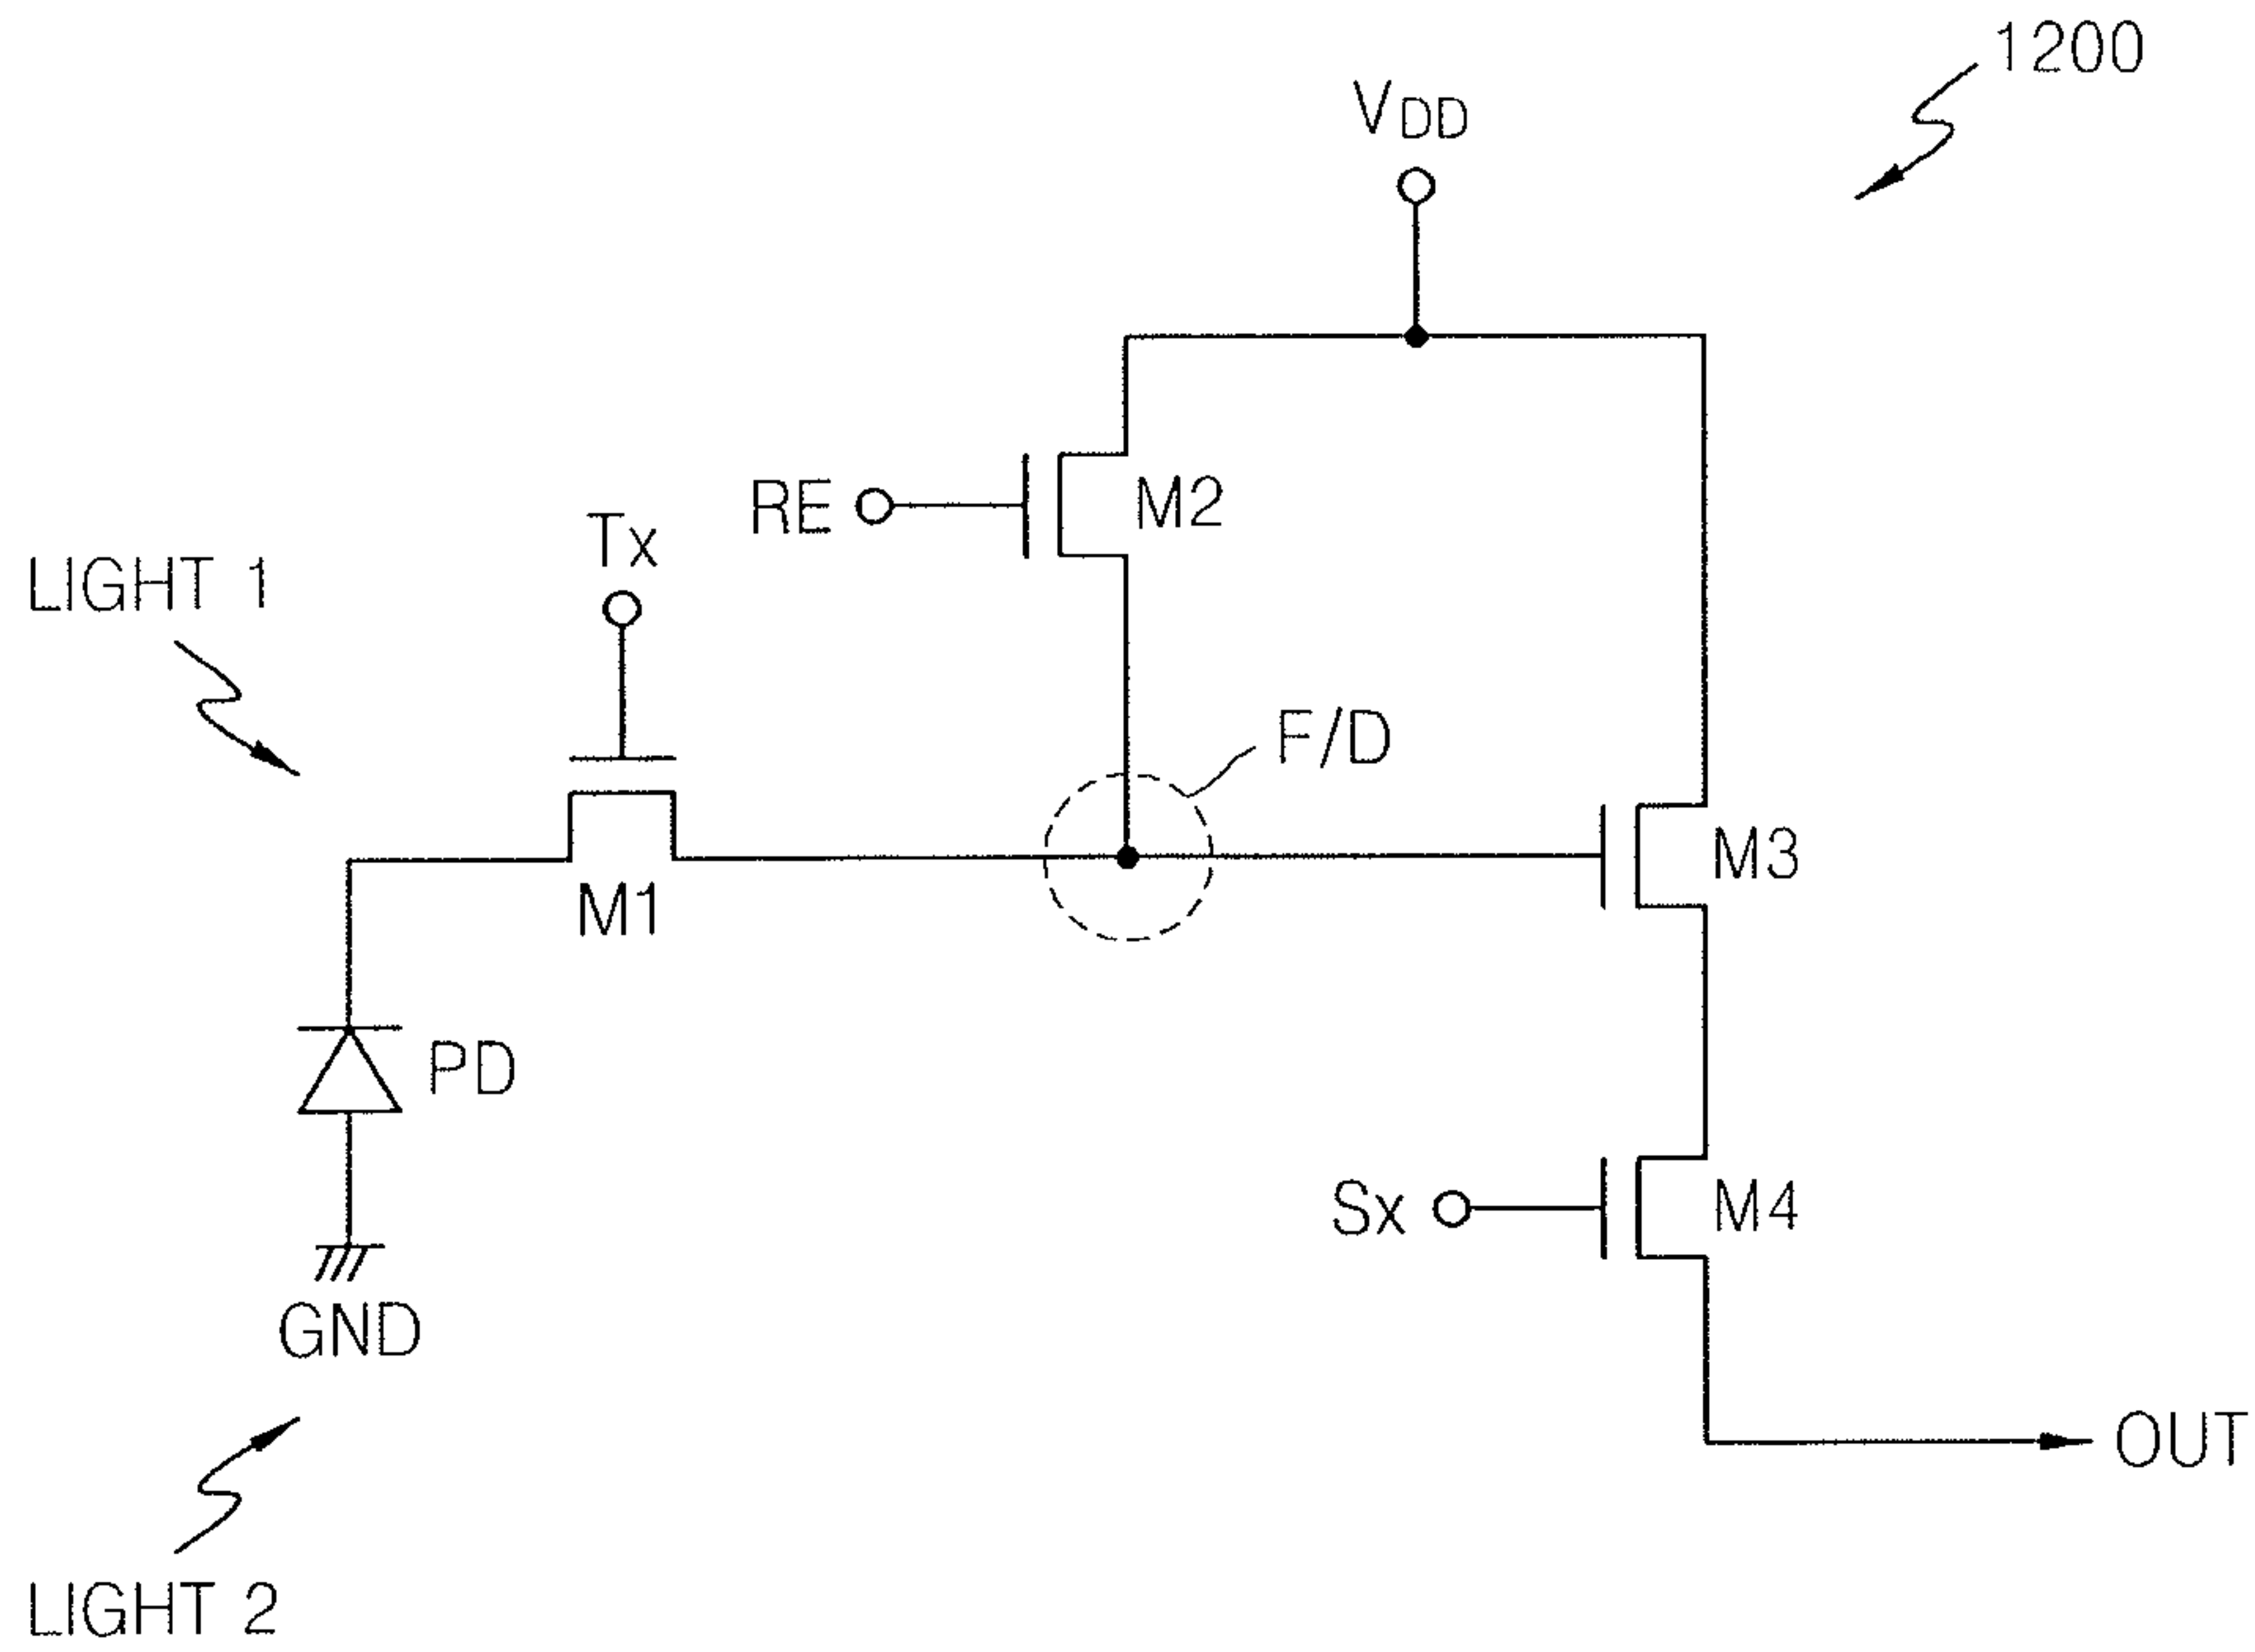 1200
VDD
RE
M2
Tx
LIGHT 1
F/D
M3
M1
PD
Sx
M4
GND
OUT
LIGHT 2